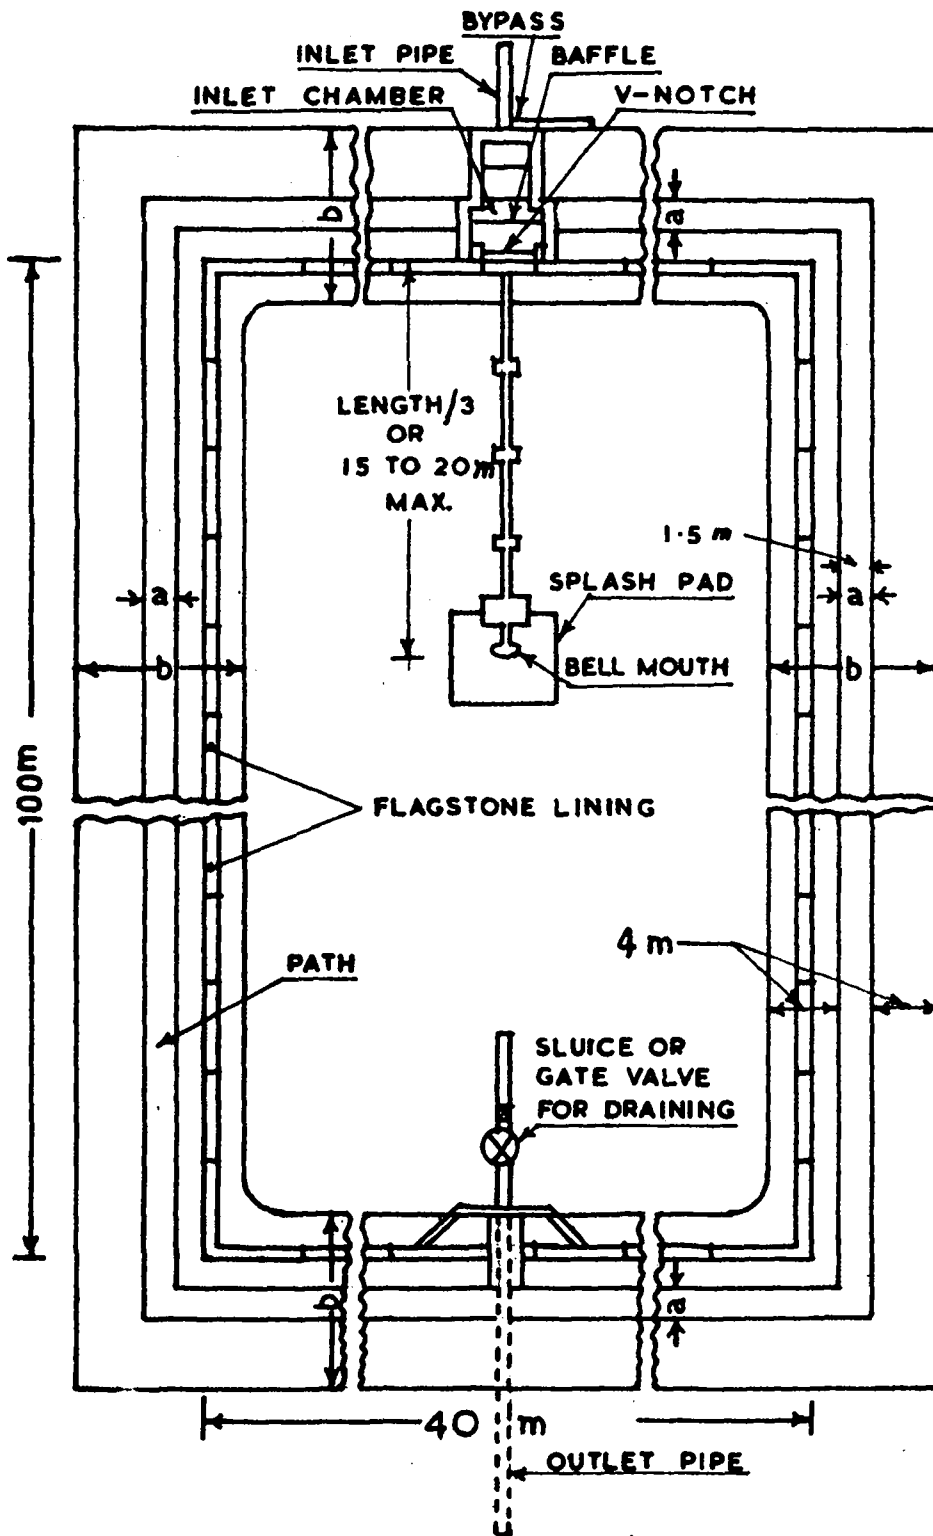 BYPASS
INLET PIPE
BAFFLE
INLET CHAMBER
V-NOTCH
b
a
LENGTH/3
OR
15 TO 20m
MAX.
1.5 m
a
a
SPLASH PAD
b
BELL MOUTH
b
100m
FLAGSTONE LINING
4 m
PATH
SLUICE OR
GATE VALVE
FOR DRAINING
b
a
40 m
OUTLET PIPE